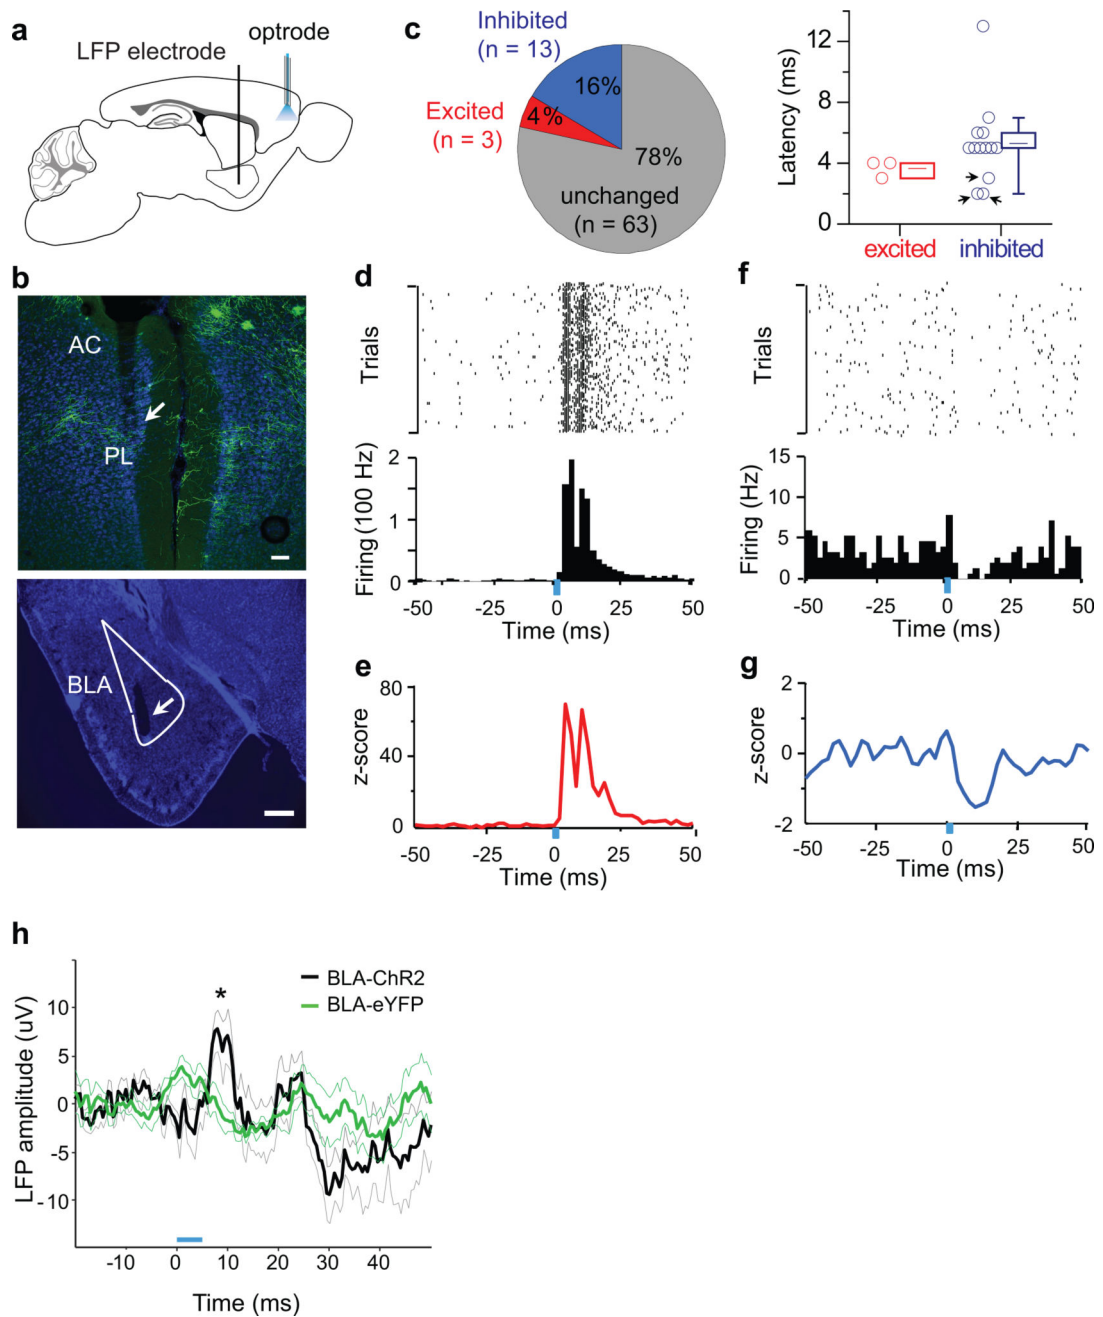 a
LFP electrode
optrode
c
Inhibited
(n = 13)
16%
Excited
(n = 3)
4%
78%
unchanged
(n = 63)
Latency (ms)
12
8
4
0
excited
inhibited
b
AC
PL
BLA
d
Trials
Firing (100 Hz)
2
1
0
-50
-25
0
25
50
Time (ms)
e
z-score
80
40
0
-50
-25
0
25
50
Time (ms)
f
Trials
Firing (Hz)
15
10
5
0
-50
-25
0
25
50
Time (ms)
g
z-score
2
0
-2
-50
-25
0
25
50
Time (ms)
h
LFP amplitude (uV)
10
5
0
-5
-10
*
BLA-ChR2
BLA-eYFP
-10
0
10
20
30
40
Time (ms)